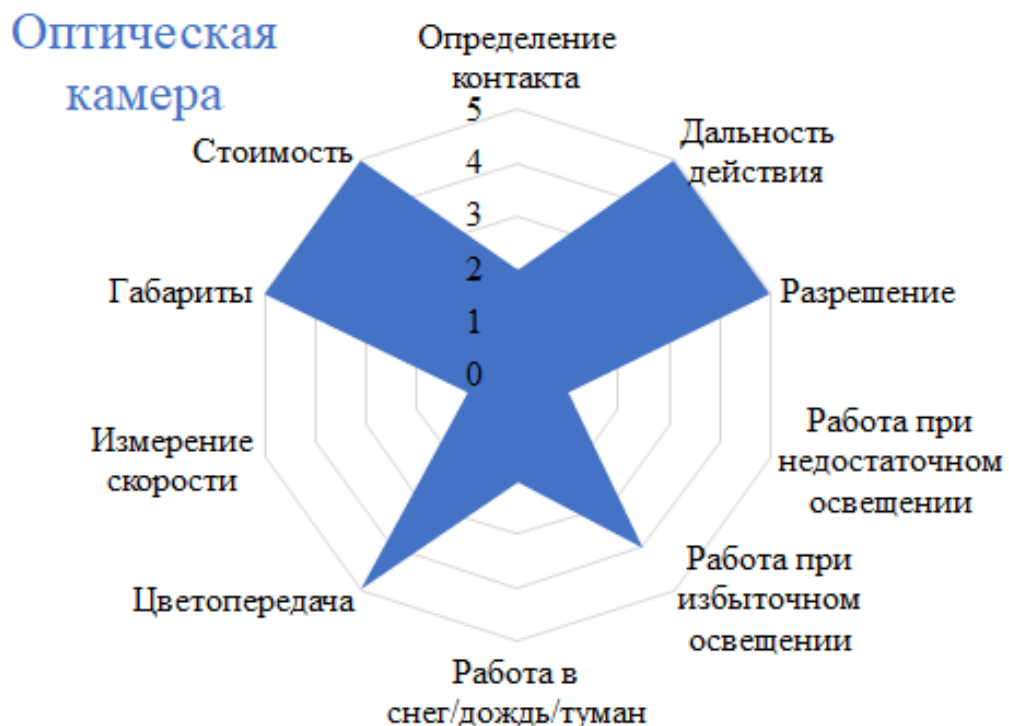 Оптическая
камера
Определение
контакта
5
4
3
2
1
0
Дальность
действия
Разрешение
Работа при
недостаточном
освещении
Работа при
избыточном
освещении
Работа в
снег/дождь/туман
Цветопередача
Измерение
скорости
Габариты
Стоимость